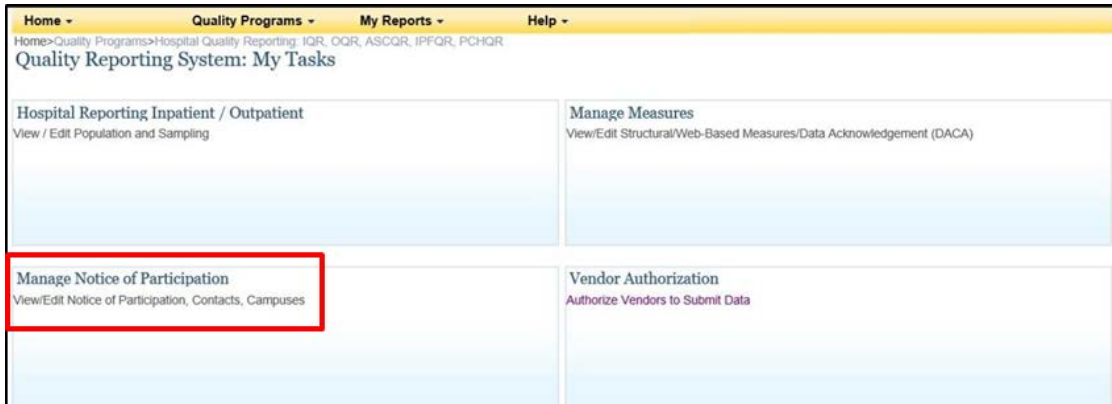 Home Quality Programs My Reports Help
Home>Quality Programs>Hospital Quality Reporting: IQR, OQR, ASCQR, IPFQR, PCHQR
Quality Reporting System: My Tasks
Hospital Reporting Inpatient / Outpatient
View / Edit Population and Sampling
Manage Measures
View/Edit Structural/Web-Based Measures/Data Acknowledgement (DACA)
Manage Notice of Participation
View/Edit Notice of Participation, Contacts, Campuses
Vendor Authorization
Authorize Vendors to Submit Data